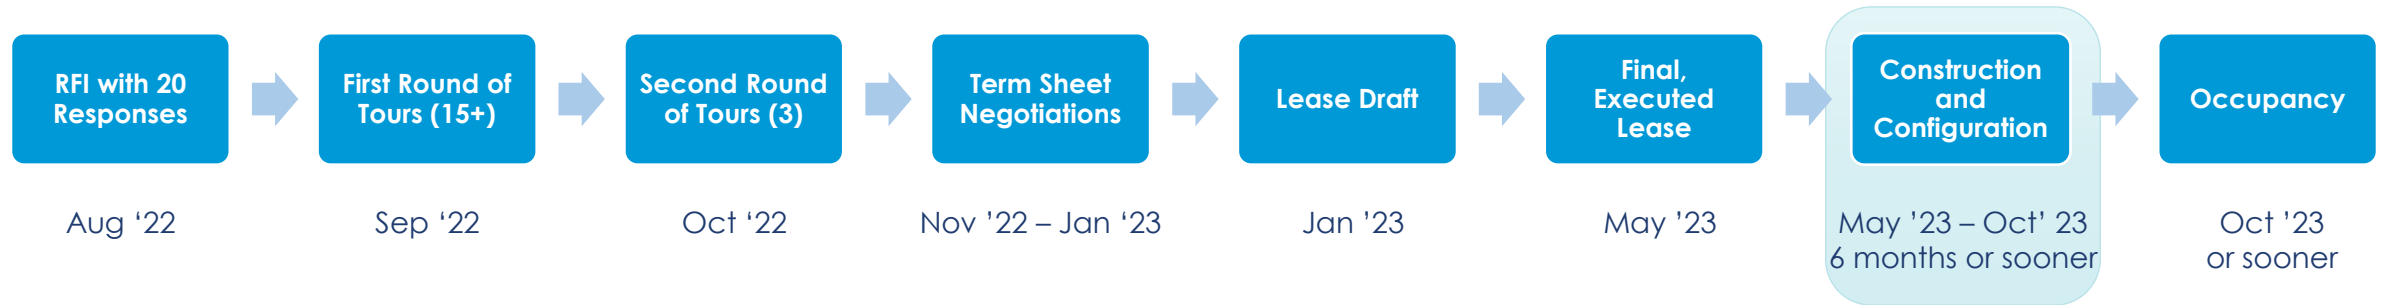 RFI with 20
Responses
Aug ‘22
First Round of
Tours (15+)
Sep ‘22
Second Round
of Tours (3)
Oct ‘22
Term Sheet
Negotiations
Nov ’22 – Jan ‘23
Lease Draft
Jan ’23
Final,
Executed
Lease
May ’23
Construction
and
Configuration
May ’23 – Oct’ 23
6 months or sooner
Occupancy
Oct ’23
or sooner